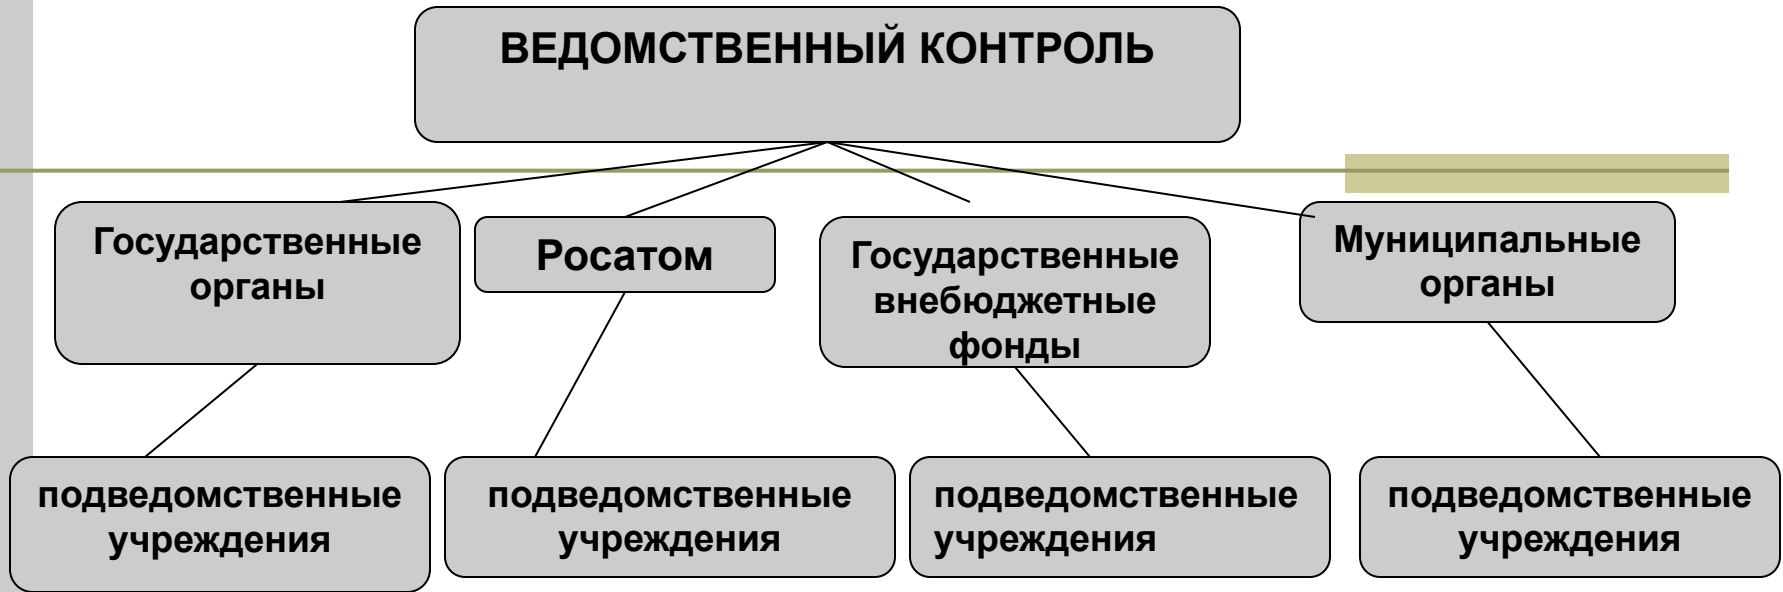 ВЕДОМСТВЕННЫЙ КОНТРОЛЬ
Государственные
органы
Росатом
Государственные
внебюджетные
фонды
Муниципальные
органы
подведомственные
учреждения
подведомственные
учреждения
подведомственные
учреждения
подведомственные
учреждения